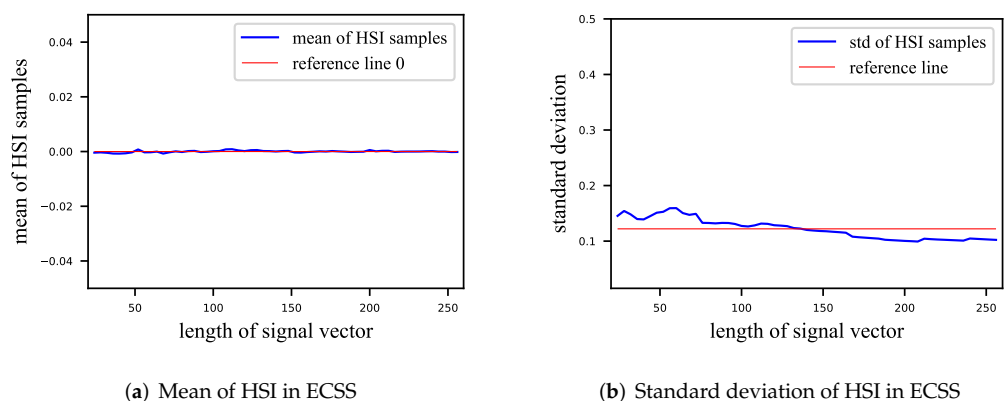 mean of HSI samples
reference line 0
0.04
0.02
0.00
−0.02
−0.04
mean of HSI samples
50
100
150
200
250
length of signal vector
(a) Mean of HSI in ECSS
std of HSI samples
reference line
0.5
0.4
0.3
0.2
0.1
standard deviation
50
100
150
200
250
length of signal vector
(b) Standard deviation of HSI in ECSS